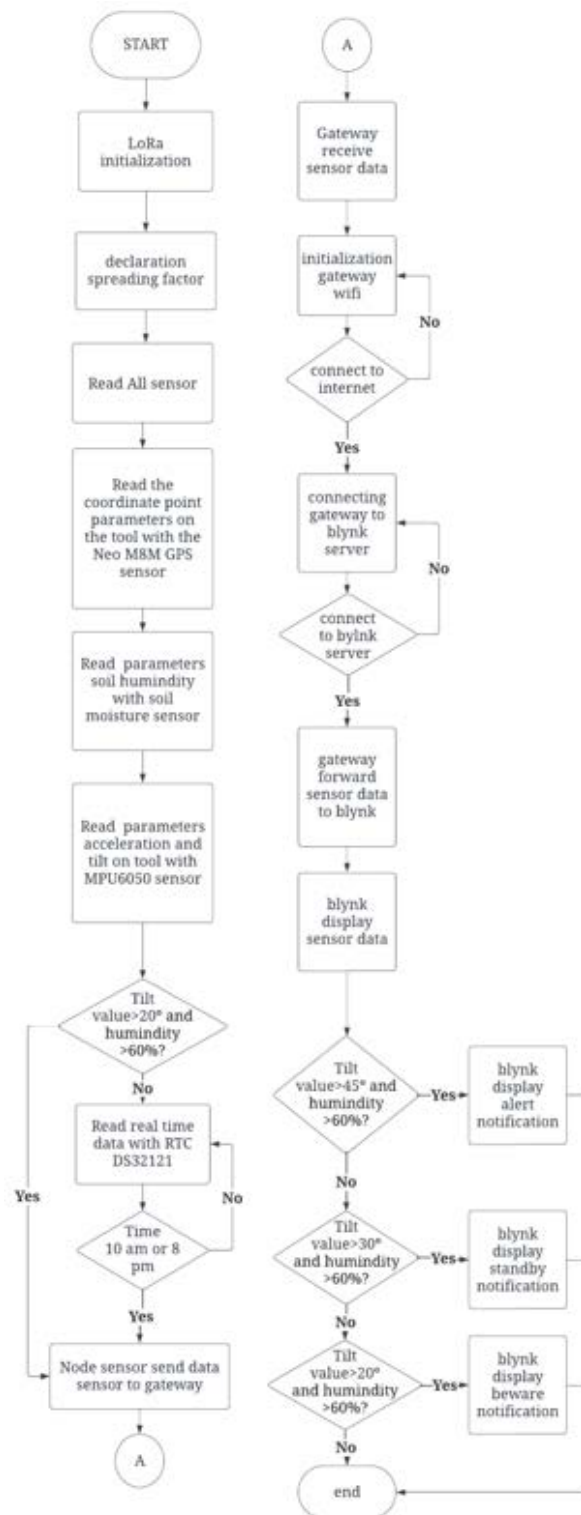 START
LoRa
initialization
declaration
spreading factor
Read All sensor
Read the
coordinate point
parameters on
the tool with the
Neo M8M GPS
sensor
Read parameters
soil humindity
with soil
moisture sensor
Read parameters
acceleration and
tilt on tool with
MPU6050 sensor
Tilt
value>20° and
humindity
>60%?
No
Yes
Read real time
data with RTC
DS32121
No
Time
10 am or 8
pm
Yes
Node sensor send data
sensor to gateway
A
A
Gateway
receive
sensor data
initialization
gateway
wifi
No
connect to
internet
Yes
connecting
gateway to
blynk
server
No
connect
to bylnk
server
Yes
gateway
forward
sensor data
to blynk
blynk
display
sensor data
Tilt
value>45° and
humindity
>60%?
Yes
blynk
display
alert
notification
No
Tilt
value>30°
and humindity
>60%?
Yes
blynk
display
standby
notification
No
Tilt
value>20°
and humindity
>60%?
Yes
blynk
display
beware
notification
No
end